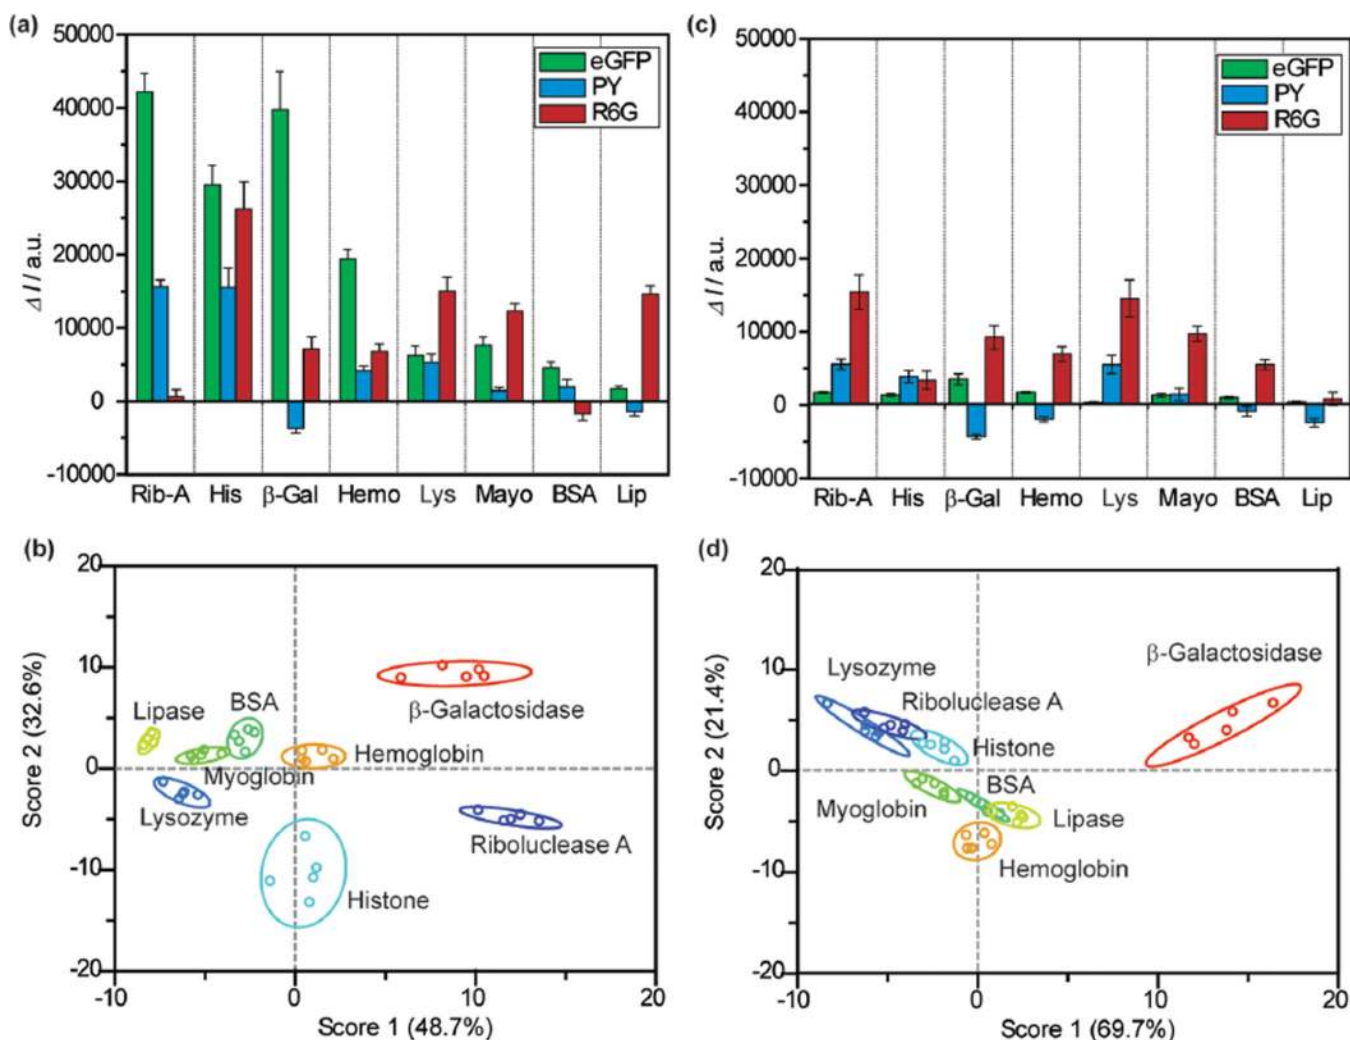 (a)
50000
40000
30000
20000
10000
0
-10000
Δ I / a.u.
eGFP
PY
R6G
Rib-A His β-Gal Hemo Lys Mayo BSA Lip
(c)
50000
40000
30000
20000
10000
0
-10000
Δ I / a.u.
eGFP
PY
R6G
Rib-A His β-Gal Hemo Lys Mayo BSA Lip
(b)
20
10
0
-10
-20
Score 2 (32.6%)
β-Galactosidase
BSA
Lipase
Hemoglobin
Myoglobin
Lysozyme
Riboluclease A
Histone
-10 0 10 20
Score 1 (48.7%)
(d)
20
10
0
-10
-20
Score 2 (21.4%)
β-Galactosidase
Lysozyme
Riboluclease A
Histone
BSA
Myoglobin
Lipase
Hemoglobin
-10 0 10 20
Score 1 (69.7%)